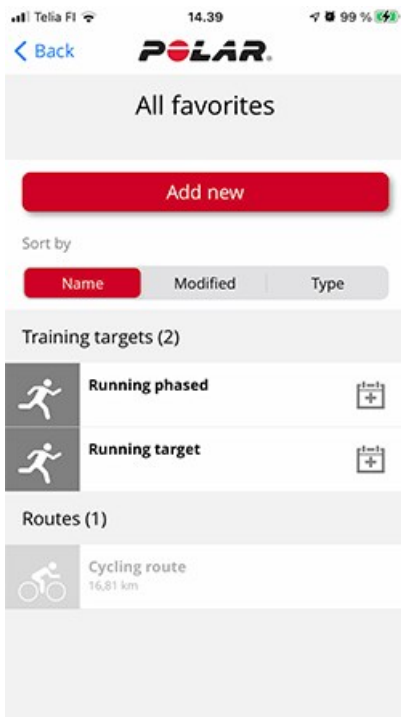 Telia FI 14.39 99 %
Back POLAR.
All favorites
Add new
Sort by
Name Modified Type
Training targets (2)
Running phased
Running target
Routes (1)
Cycling route
16,81 km